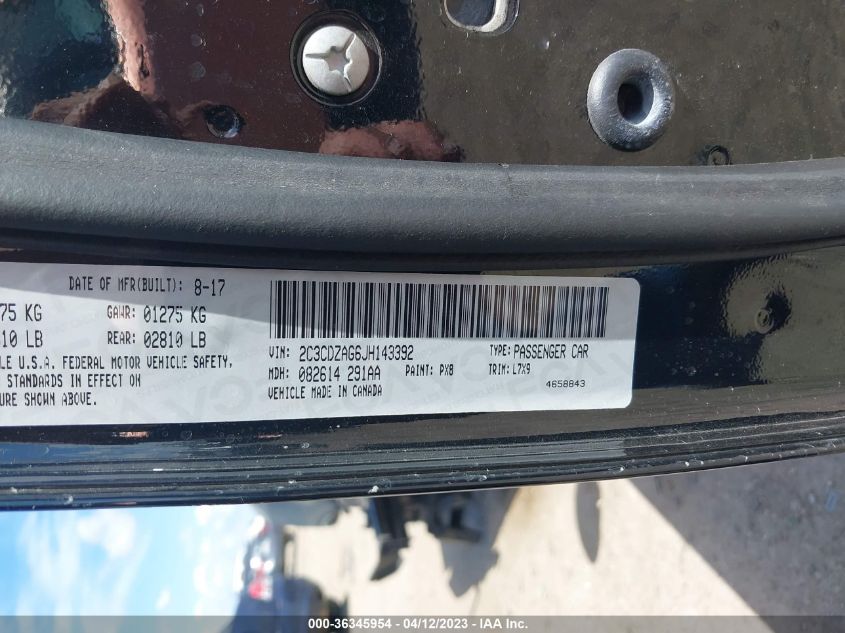 DATE OF MFR(BUILT): 8-17
75 KG GAWR: 01275 KG
10 LB REAR: 02810 LB
LE U.S.A. FEDERAL MOTOR VEHICLE SAFETY,
STANDARDS IN EFFECT ON
URE SHOWN ABOVE.
VIN: 2C3CDZAG6JH143392 TYPE: PASSENGER CAR
MDH: 082614 291AA PAINT: PX8 TRIM: L7X9
VEHICLE MADE IN CANADA 4658843
000-36345954 - 04/12/2023 - IAA Inc.